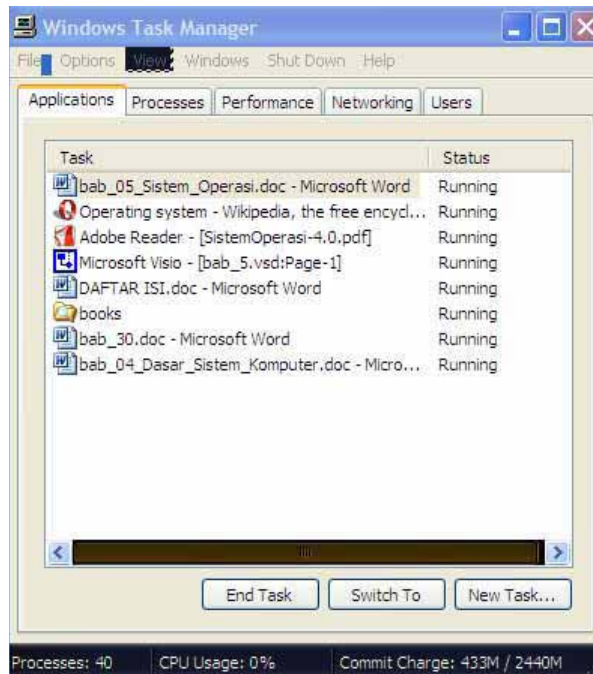 Windows Task Manager
File Options View Windows Shut Down Help
Applications Processes Performance Networking Users
Task Status
bab_05_Sistem_Operasi.doc - Microsoft Word Running
Operating system - Wikipedia, the free encycl... Running
Adobe Reader - [SistemOperasi-4.0.pdf] Running
Microsoft Visio - [bab_5.vsd:Page-1] Running
DAFTAR ISI.doc - Microsoft Word Running
books Running
bab_30.doc - Microsoft Word Running
bab_04_Dasar_Sistem_Komputer.doc - Micro... Running
End Task Switch To New Task...
Processes: 40 CPU Usage: 0% Commit Charge: 433M / 2440M